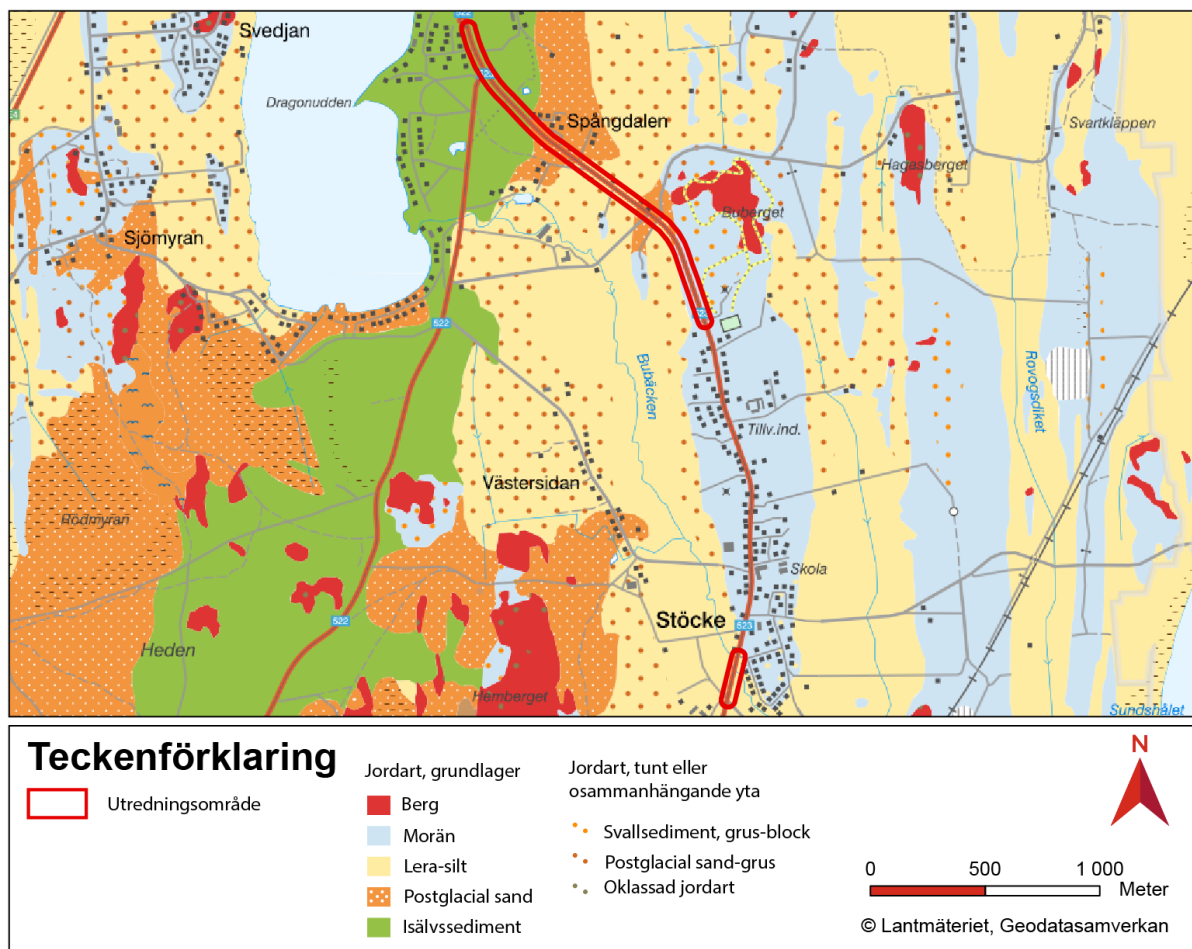 522
Svedjan
Dragonudden
522
Spångdalen
Svartkläppen
Hagasberget
Buberget
Sjömyran
522
Bubäcken
Rovogsdiket
Tillv.ind.
Västersidan
Rödmyran
Skola
Stöcke
523
522
Heden
Hemberget
Sundshålet
Teckenförklaring
Utredningsområde
Jordart, grundlager
Berg
Morän
Lera-silt
Postglacial sand
Isälvssediment
Jordart, tunt eller
osammanhängande yta
Svallsediment, grus-block
Postglacial sand-grus
Oklassad jordart
N
0 500 1 000
Meter
© Lantmäteriet, Geodatasamverkan